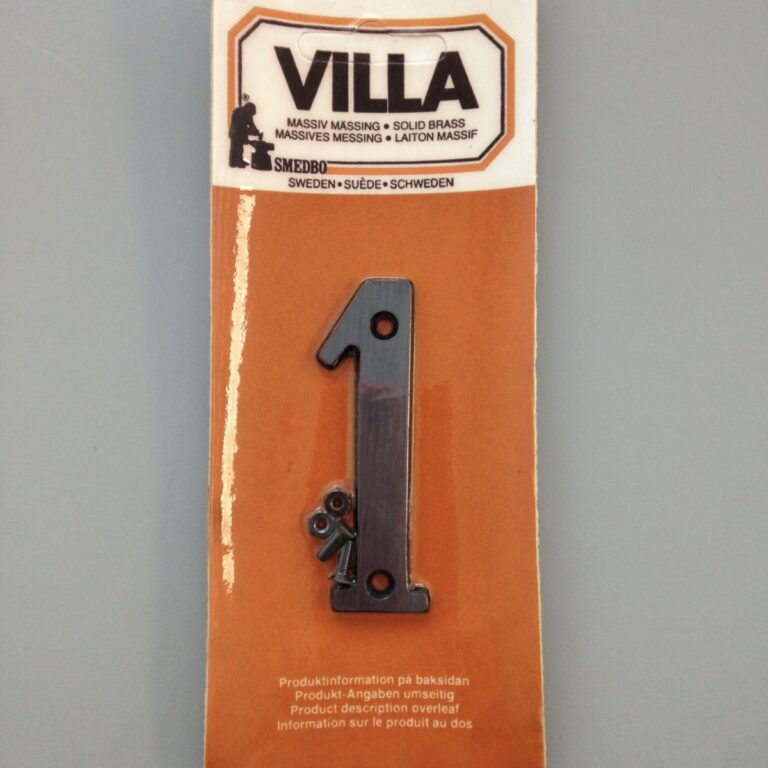 VILLA
MASSIV MÄSSING • SOLID BRASS
MASSIVES MESSING • LAITON MASSIF
®
SMEDBO
SWEDEN • SUÈDE • SCHWEDEN
1
Produktinformation på baksidan
Produkt-Angaben umseitig
Product description overleaf
Information sur le produit au dos